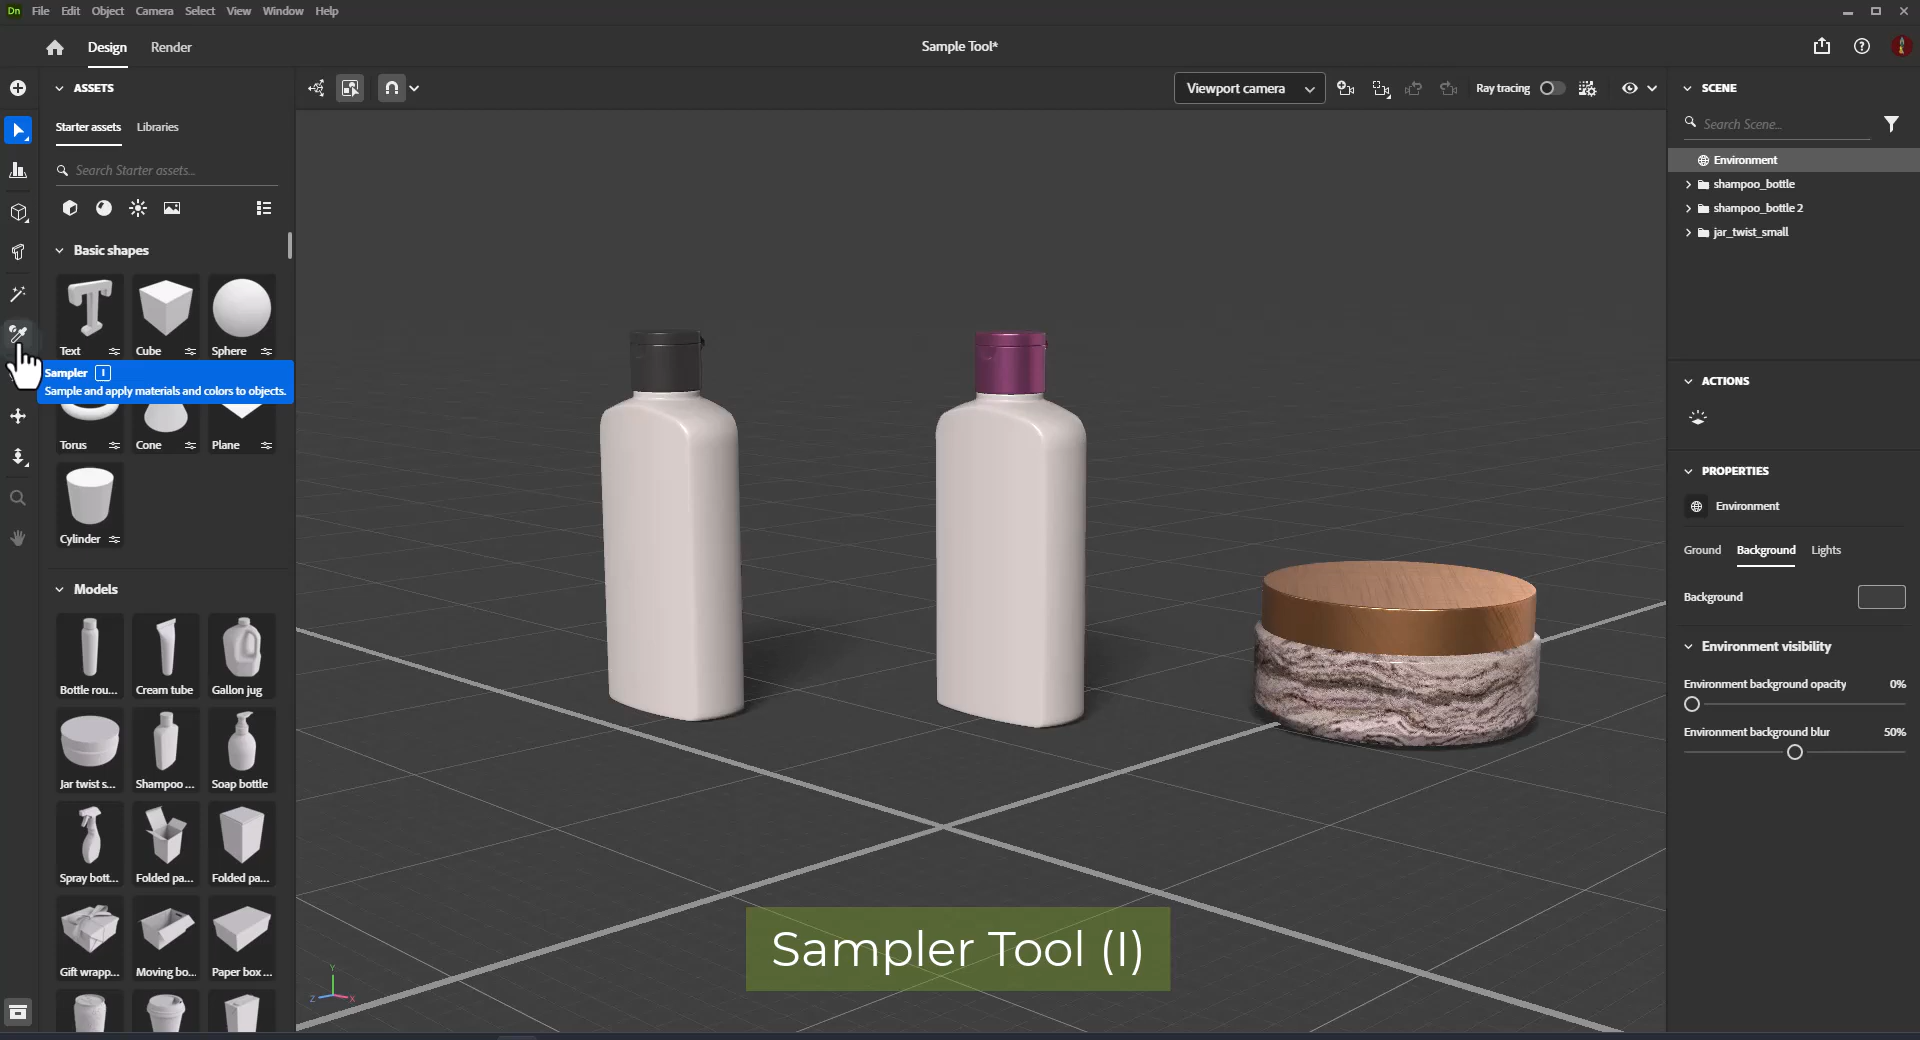 Dn File Edit Object Camera Select View Window Help
Design Render
Sample Tool*
ASSETS
Starter assets Libraries
Search Starter assets...
Basic shapes
Text Cube Sphere
Sampler I
Sample and apply materials and colors to objects.
Torus Cone Plane
Cylinder
Models
Bottle rou... Cream tube Gallon jug
Jar twist s... Shampoo ... Soap bottle
Spray bott... Folded pa... Folded pa...
Gift wrapp... Moving bo... Paper box ...
Viewport camera
Ray tracing
Y
Z X
Sampler Tool (I)
SCENE
Search Scene...
Environment
shampoo_bottle
shampoo_bottle 2
jar_twist_small
ACTIONS
PROPERTIES
Environment
Ground Background Lights
Background
Environment visibility
Environment background opacity 0%
Environment background blur 50%